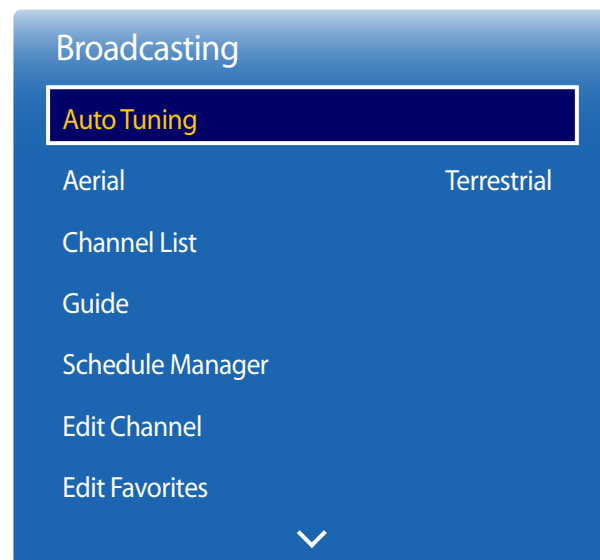 Broadcasting
Auto Tuning
Aerial Terrestrial
Channel List
Guide
Schedule Manager
Edit Channel
Edit Favorites